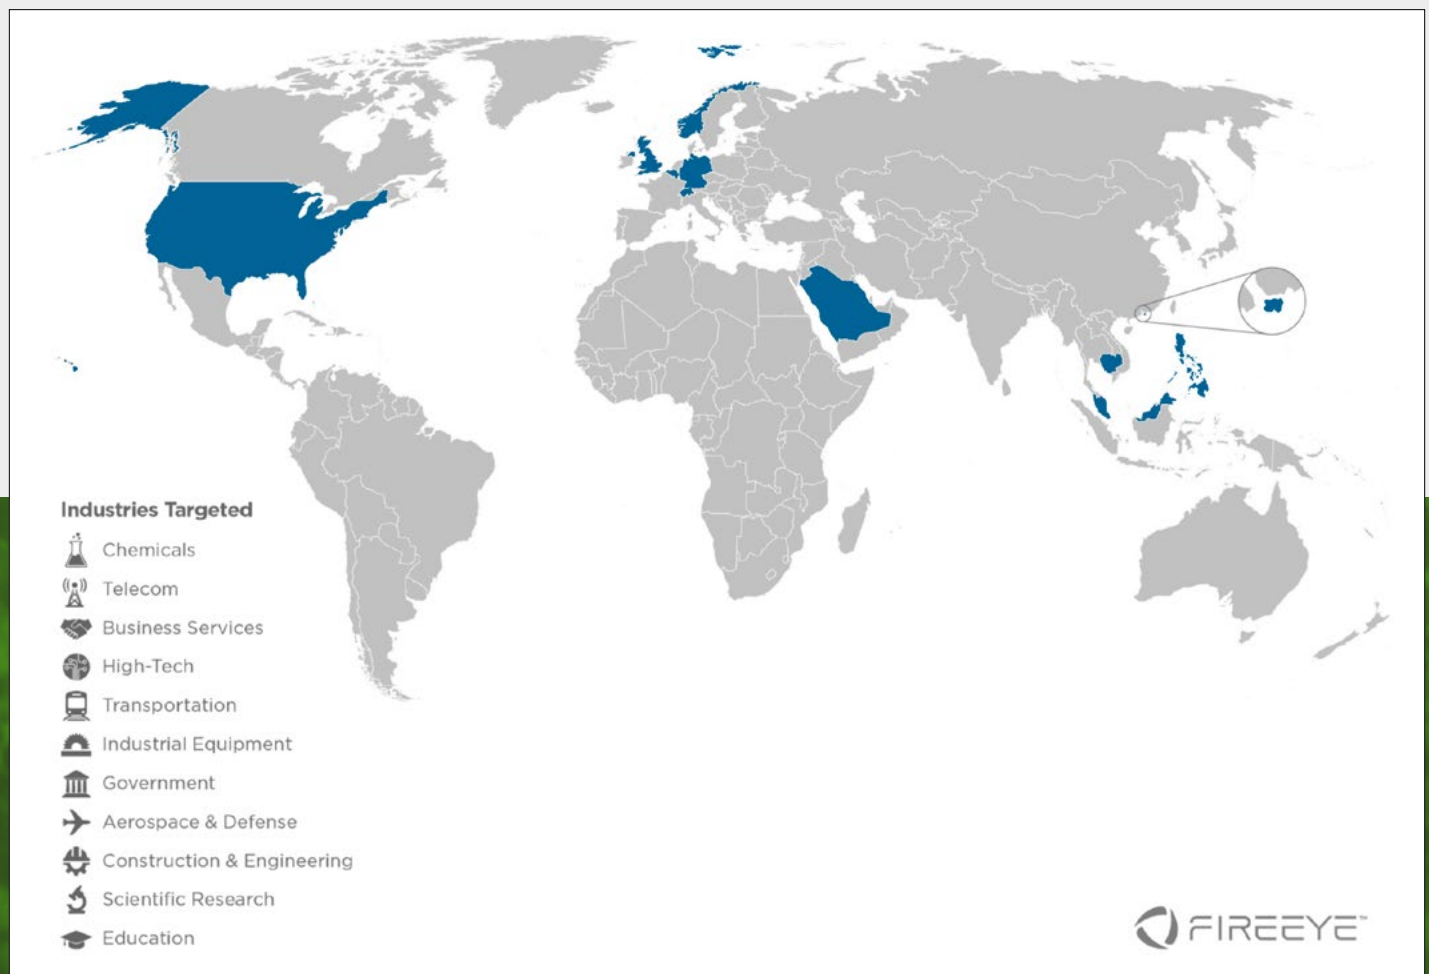 Industries Targeted
Chemicals
Telecom
Business Services
High-Tech
Transportation
Industrial Equipment
Government
Aerospace & Defense
Construction & Engineering
Scientific Research
Education
FIREEYE™